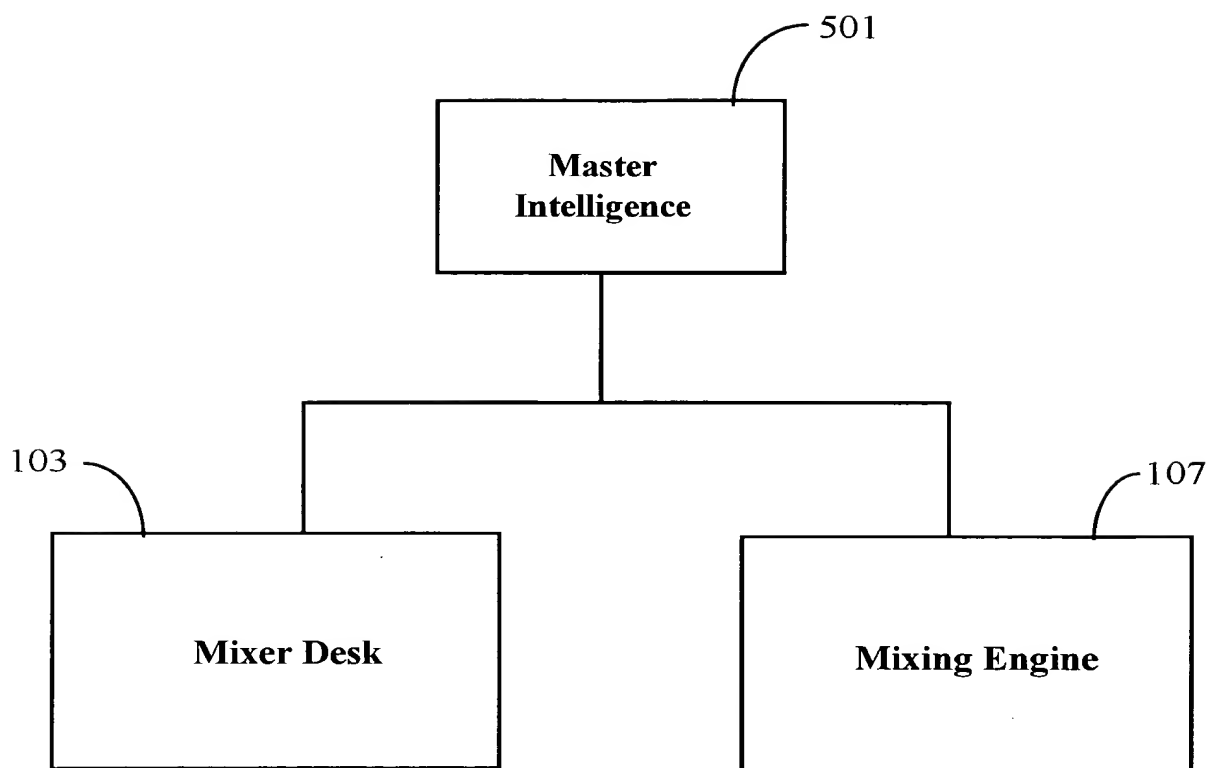 501
Master
Intelligence
103
107
Mixer Desk
Mixing Engine